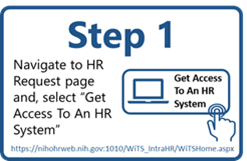 Step 1
Navigate to HR
Request page
and, select “Get
Access To An HR
System”
Get Access
To An HR
System
https://nihohrweb.nih.gov:1010/WiTS_IntraHR/WiTSHome.aspx